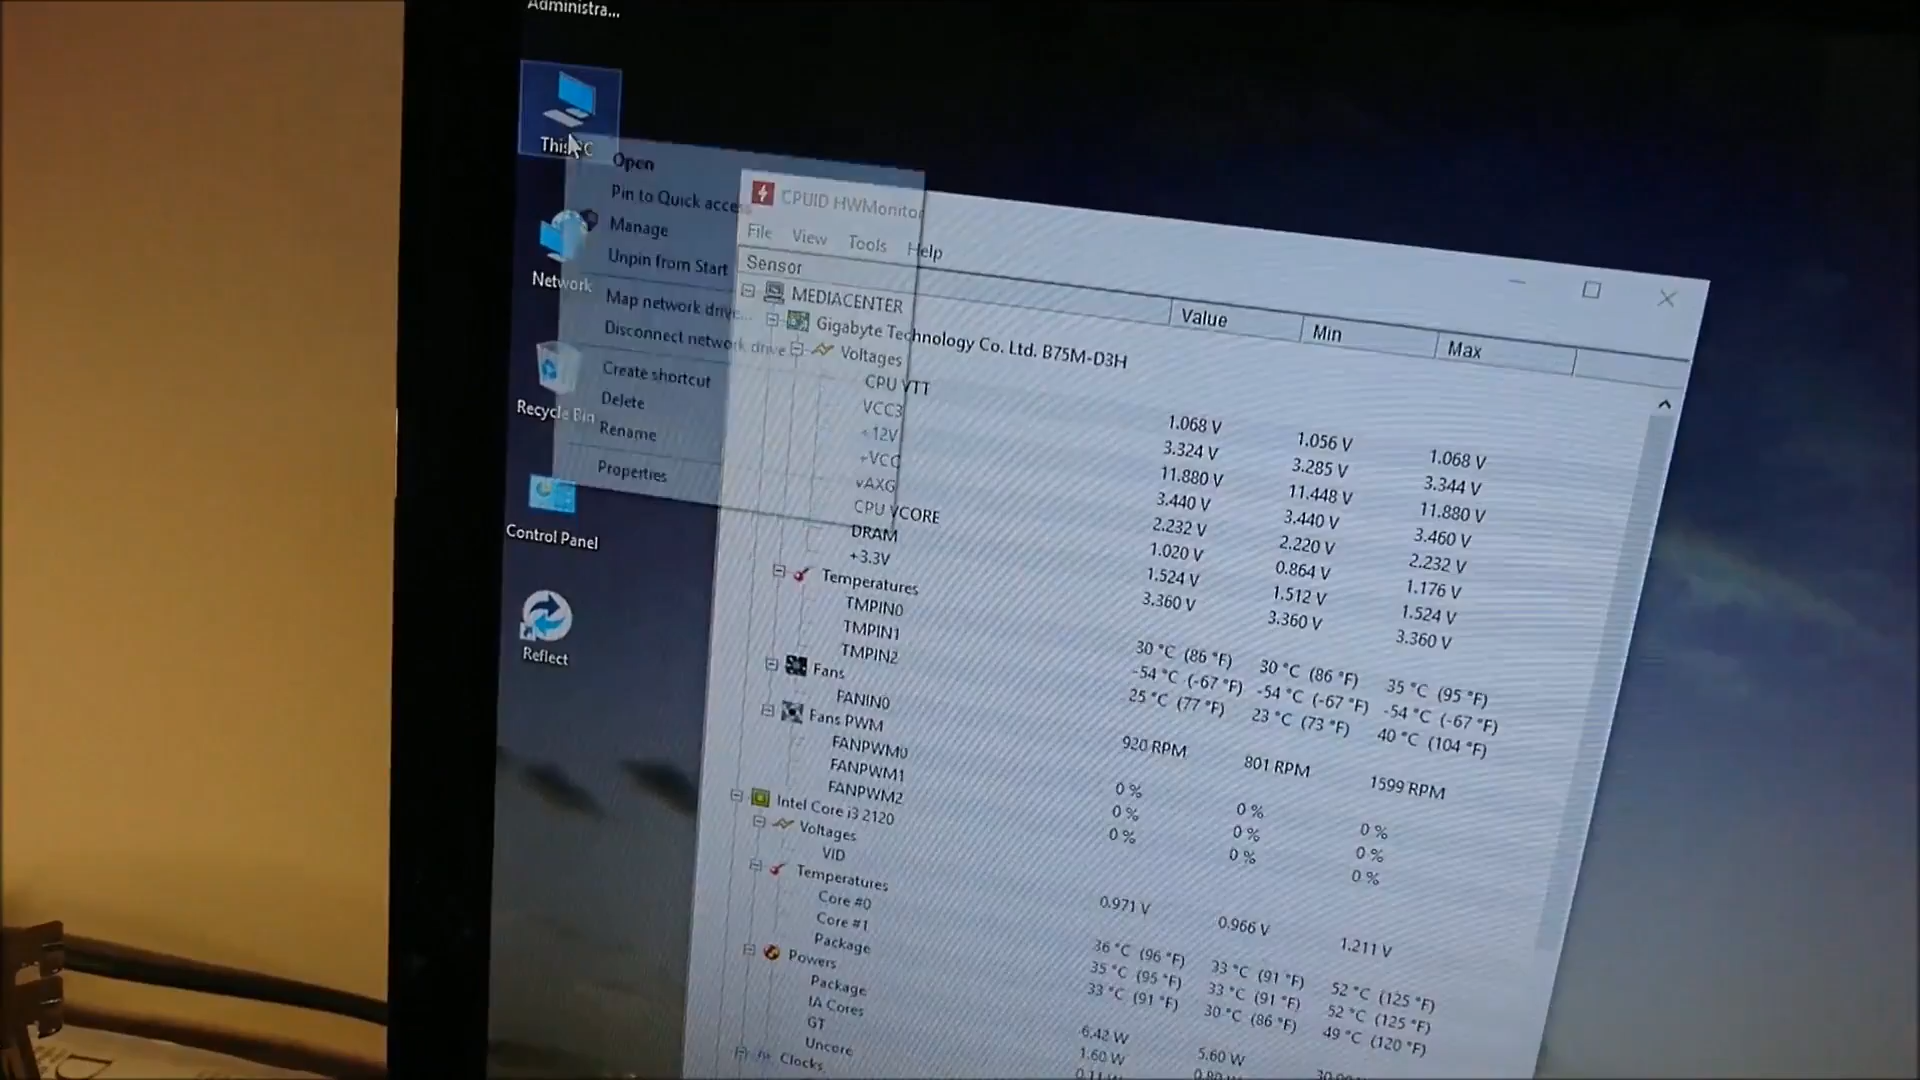 Administra...
This PC
Network
Recycle Bin
Control Panel
Reflect
Open
Pin to Quick access
Manage
Unpin from Start
Map network drive...
Disconnect network drive
Create shortcut
Delete
Rename
Properties
CPUID HWMonitor
File View Tools Help
Sensor Value Min Max
MEDIACENTER
Gigabyte Technology Co. Ltd. B75M-D3H
Voltages
CPU VTT 1.068 V 1.056 V 1.068 V
VCC3 3.324 V 3.285 V 3.344 V
+12V 11.880 V 11.448 V 11.880 V
+VCC 3.440 V 3.440 V 3.460 V
vAXG 2.232 V 2.220 V 2.232 V
CPU VCORE 1.020 V 0.864 V 1.176 V
DRAM 1.524 V 1.512 V 1.524 V
+3.3V 3.360 V 3.360 V 3.360 V
Temperatures
TMPIN0 30 °C (86 °F) 30 °C (86 °F) 35 °C (95 °F)
TMPIN1 -54 °C (-67 °F) -54 °C (-67 °F) -54 °C (-67 °F)
TMPIN2 25 °C (77 °F) 23 °C (73 °F) 40 °C (104 °F)
Fans
FANIN0 920 RPM 801 RPM 1599 RPM
Fans PWM
FANPWM0 0 % 0 % 0 %
FANPWM1 0 % 0 % 0 %
FANPWM2 0 % 0 % 0 %
Intel Core i3 2120
Voltages
VID 0.971 V 0.966 V 1.211 V
Temperatures
Core #0 36 °C (96 °F) 33 °C (91 °F) 52 °C (125 °F)
Core #1 35 °C (95 °F) 33 °C (91 °F) 52 °C (125 °F)
Package 33 °C (91 °F) 30 °C (86 °F) 49 °C (120 °F)
Powers
Package 6.42 W 5.60 W
IA Cores 1.60 W
GT
Uncore
Clocks